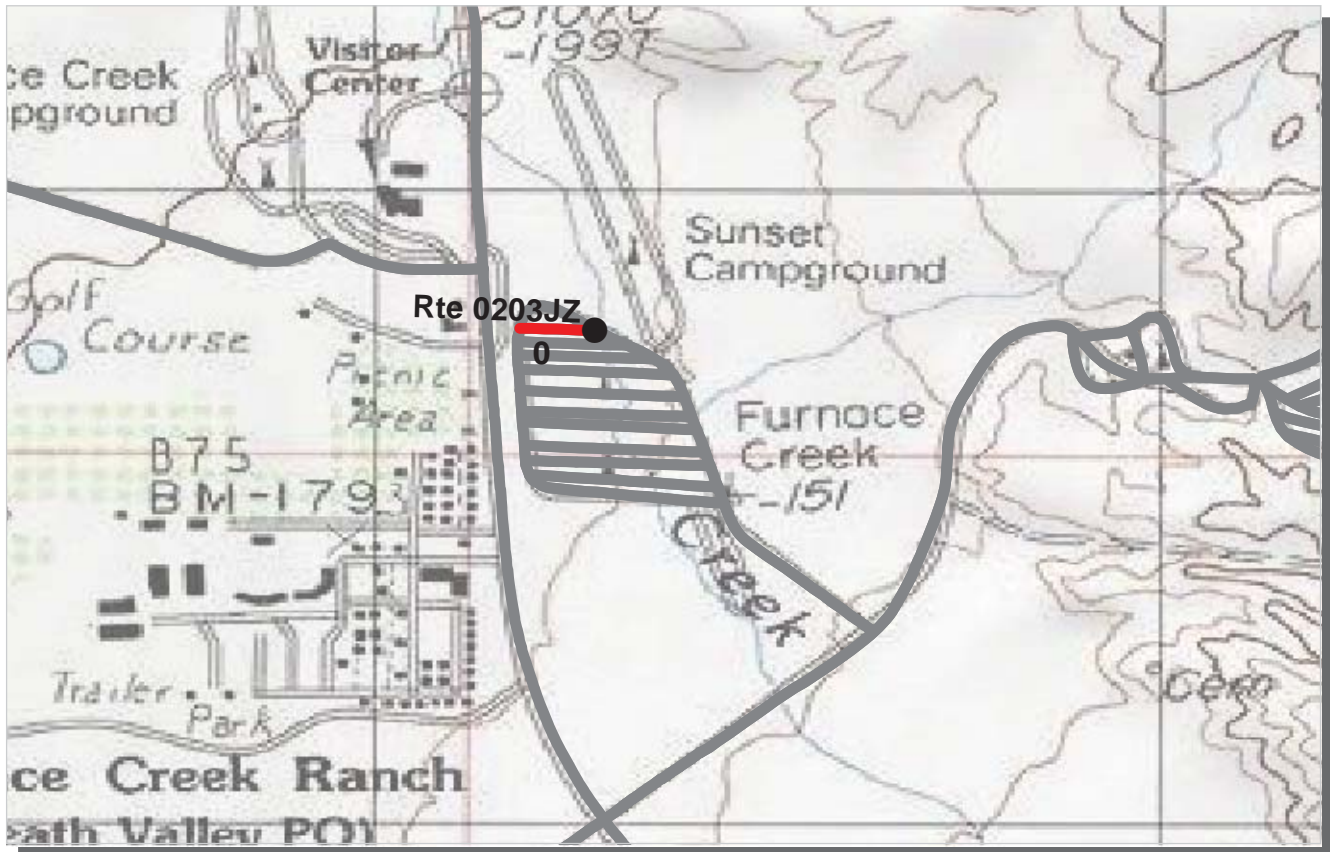 -1997
Visitor
Center
ce Creek
pground
Sunset
Campground
Golf
Course
Rte 0203JZ
0
Picnic
Area
Furnace
Creek
-151
B75
BM-1793
Creek
Trailer
Park
Cem
ce Creek Ranch
eath Valley PO)